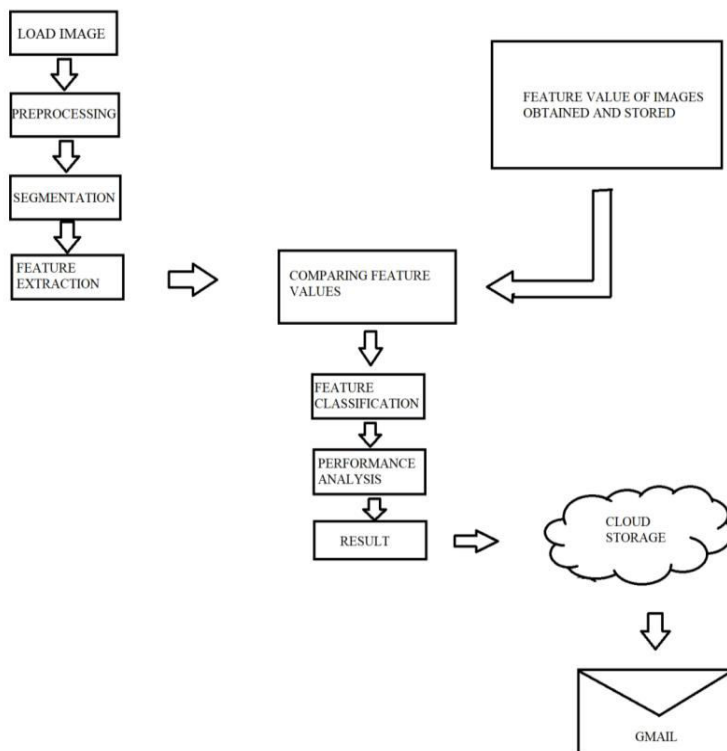 LOAD IMAGE
PREPROCESSING
SEGMENTATION
FEATURE
EXTRACTION
FEATURE VALUE OF IMAGES
OBTAINED AND STORED
COMPARING FEATURE
VALUES
FEATURE
CLASSIFICATION
PERFORMANCE
ANALYSIS
RESULT
CLOUD
STORAGE
GMAIL